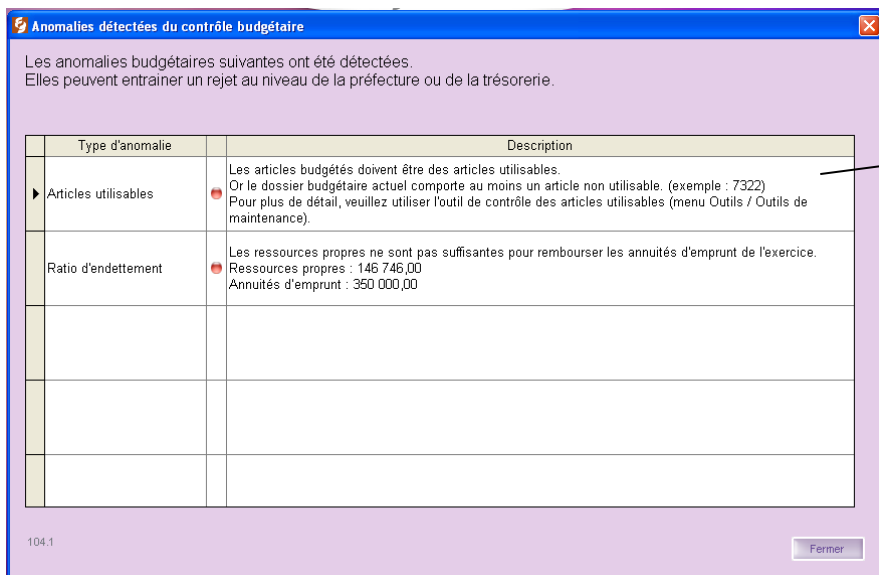 Anomalies détectées du contrôle budgétaire
Les anomalies budgétaires suivantes ont été détectées.
Elles peuvent entrainer un rejet au niveau de la préfecture ou de la trésorerie.
Type d'anomalie
Description
Articles utilisables
Les articles budgétés doivent être des articles utilisables.
Or le dossier budgétaire actuel comporte au moins un article non utilisable. (exemple : 7322)
Pour plus de détail, veuillez utiliser l'outil de contrôle des articles utilisables (menu Outils / Outils de
maintenance).
Ratio d'endettement
Les ressources propres ne sont pas suffisantes pour rembourser les annuités d'emprunt de l'exercice.
Ressources propres : 146 746,00
Annuités d'emprunt : 350 000,00
104.1
Fermer